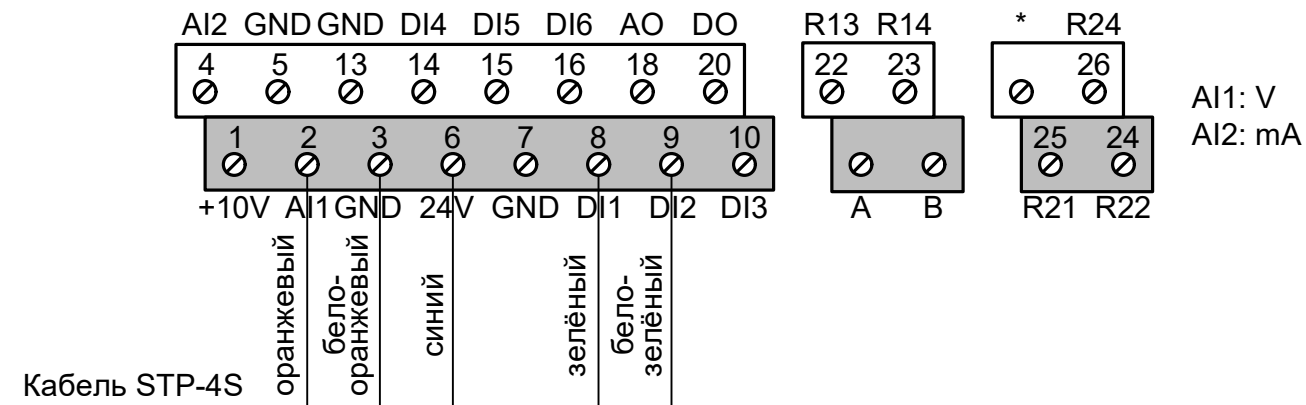 AI2 GND GND DI4 DI5 DI6 AO DO R13 R14 * R24
4 5 13 14 15 16 18 20 22 23 26
AI1: V
AI2: mA
1 2 3 6 7 8 9 10 25 24
+10V AI1 GND 24V GND DI1 DI2 DI3 A B R21 R22
оранжевый
бело-
оранжевый
синий
зелёный
бело-
зелёный
Кабель STP-4S